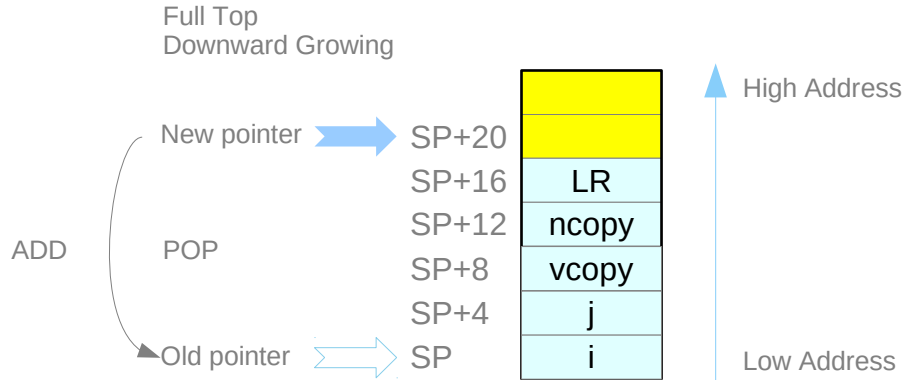 Full Top
Downward Growing
High Address
New pointer
SP+20
SP+16
LR
SP+12
ncopy
ADD
POP
SP+8
vcopy
SP+4
j
Old pointer
SP
i
Low Address